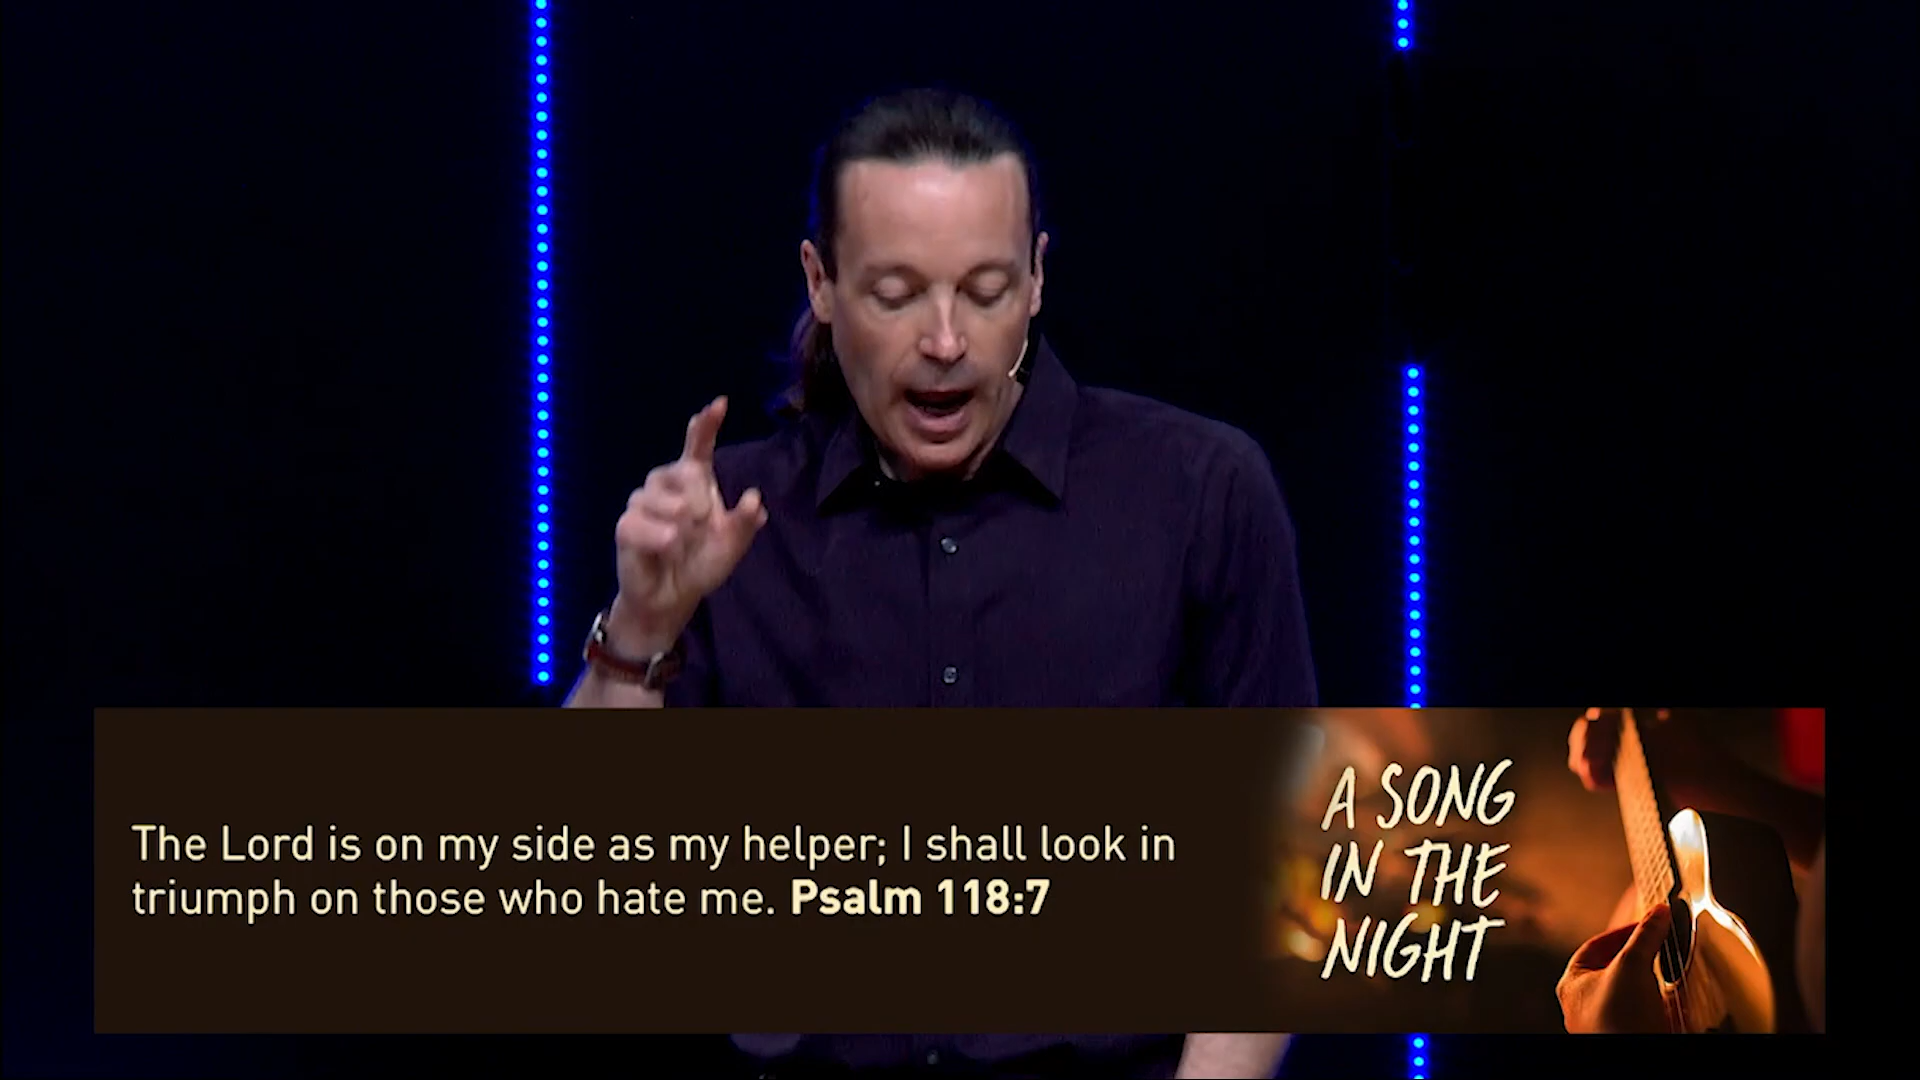 The Lord is on my side as my helper; I shall look in
triumph on those who hate me. Psalm 118:7
A SONG
IN THE
NIGHT